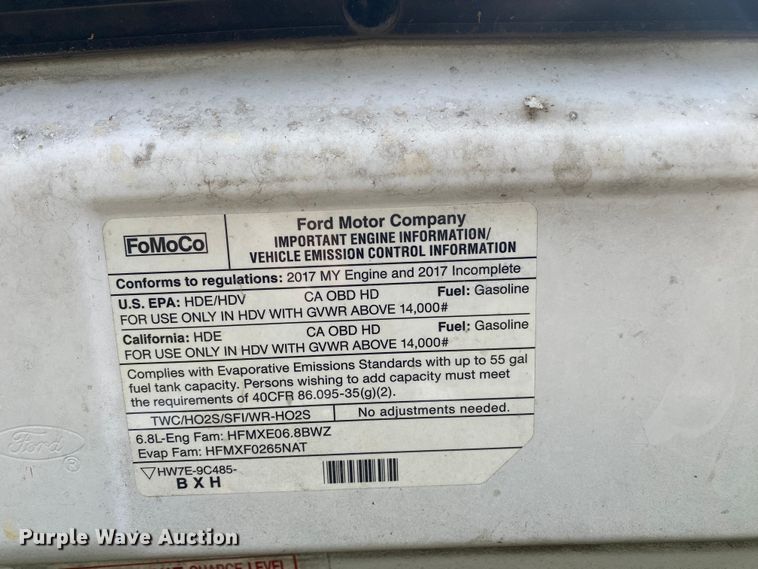 FoMoCo
Ford Motor Company
IMPORTANT ENGINE INFORMATION/
VEHICLE EMISSION CONTROL INFORMATION
Conforms to regulations: 2017 MY Engine and 2017 Incomplete
U.S. EPA: HDE/HDV CA OBD HD Fuel: Gasoline
FOR USE ONLY IN HDV WITH GVWR ABOVE 14,000#
California: HDE CA OBD HD Fuel: Gasoline
FOR USE ONLY IN HDV WITH GVWR ABOVE 14,000#
Complies with Evaporative Emissions Standards with up to 55 gal
fuel tank capacity. Persons wishing to add capacity must meet
the requirements of 40CFR 86.095-35(g)(2).
TWC/HO2S/SFI/WR-HO2S No adjustments needed.
6.8L-Eng Fam: HFMXE06.8BWZ
Evap Fam: HFMXF0265NAT
HW7E-9C485-
B X H
Ford ®
Purple Wave Auction
CHARGE LEVEL